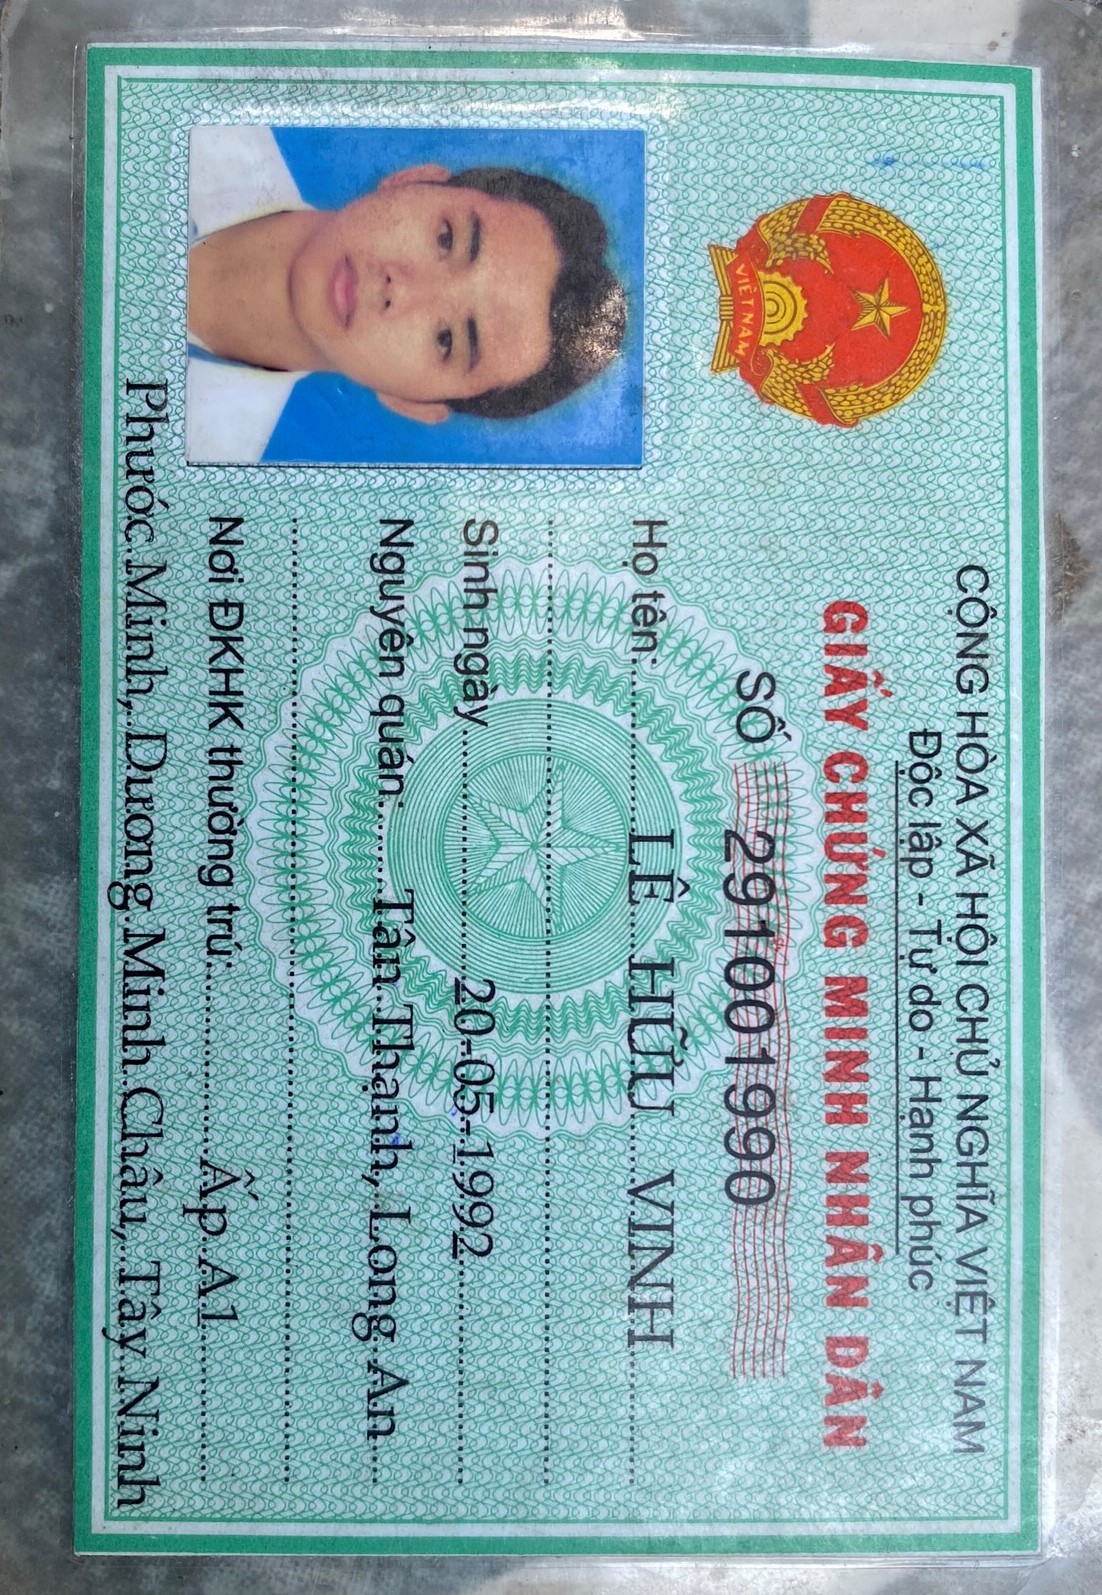 CỘNG HÒA XÃ HỘI CHỦ NGHĨA VIỆT NAM
Độc lập - Tự do - Hạnh phúc
GIẤY CHỨNG MINH NHÂN DÂN
SỐ 291001990
VIỆT NAM
Họ tên: LÊ HỮU VINH
Sinh ngày 20-05-1992
Nguyên quán: Tân Thạnh, Long An
Nơi ĐKHK thường trú: Ấp A1
Phước Minh, Dương Minh Châu, Tây Ninh